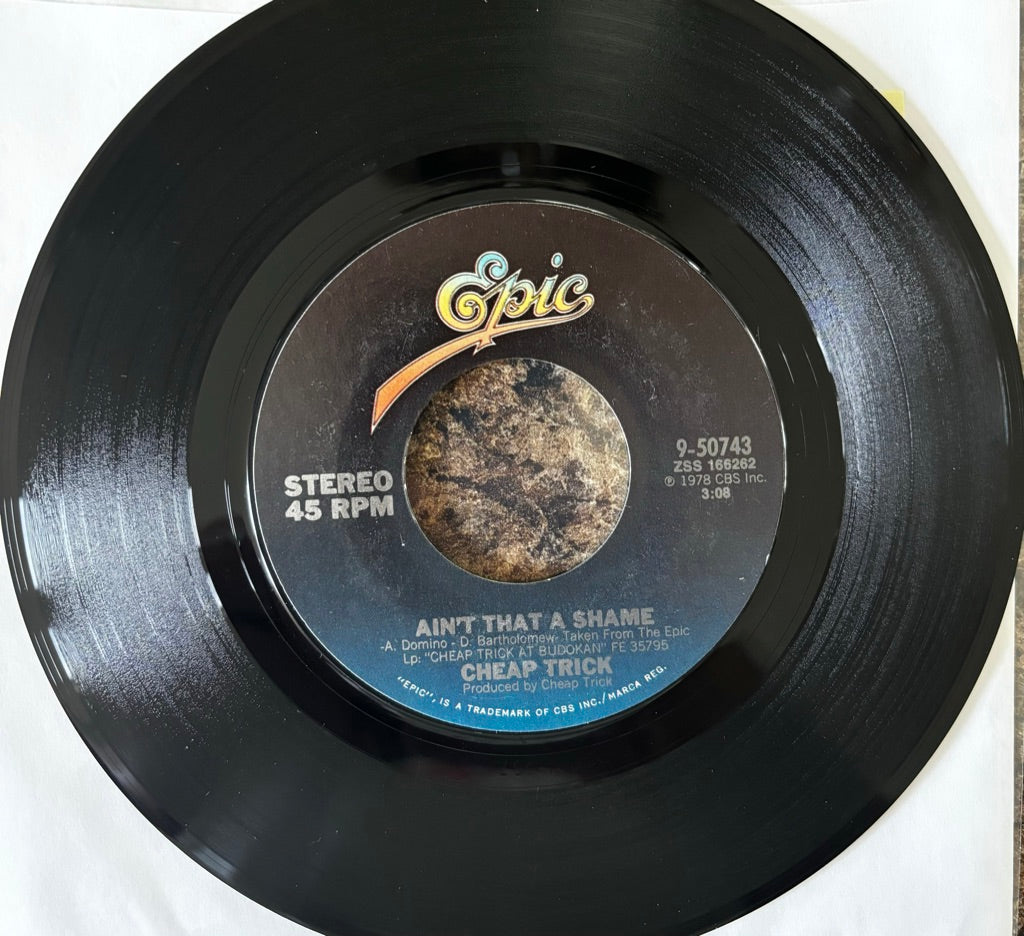 Epic
STEREO
45 RPM
9-50743
ZSS 166262
℗ 1978 CBS Inc.
3:08
AIN'T THAT A SHAME
-A. Domino - D. Bartholomew- Taken From The Epic
Lp: "CHEAP TRICK AT BUDOKAN" FE 35795
CHEAP TRICK
Produced by Cheap Trick
"EPIC", IS A TRADEMARK OF CBS INC./MARCA REG.